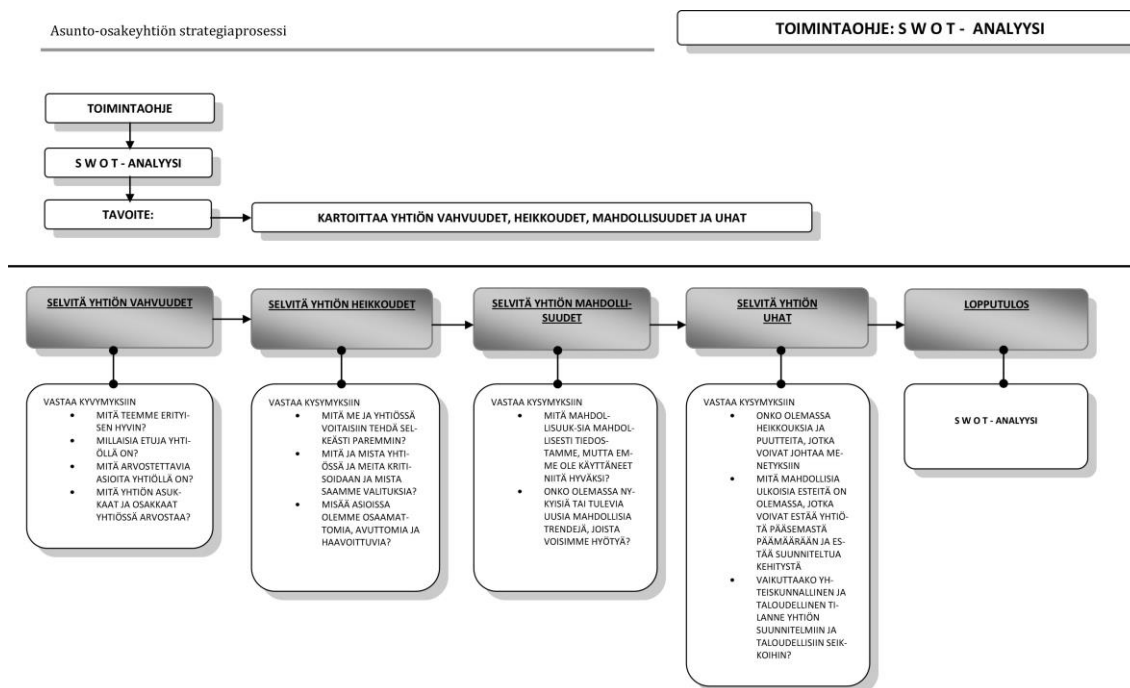 Asunto-osakeyhtiön strategiaprosessi
TOIMINTAOHJE: S W O T - ANALYYSI
TOIMINTAOHJE
S W O T - ANALYYSI
TAVOITE:
KARTOITTAA YHTIÖN VAHVUUDET, HEIKKOUDET, MAHDOLLISUUDET JA UHAT
SELVITÄ YHTIÖN VAHVUUDET
VASTAA KYVYMYKSIIN
• MITÄ TEEMME ERITYI-
SEN HYVIN?
• MILLAISIA ETUJA YHTI-
ÖLLÄ ON?
• MITÄ ARVOSTETTAVIA
ASIOITA YHTIÖLLÄ ON?
• MITÄ YHTIÖN ASUK-
KAAT JA OSAKKAAT
YHTIÖSSÄ ARVOSTAA?
SELVITÄ YHTIÖN HEIKKOUDET
VASTAA KYSYMYKSIIN
• MITÄ ME JA YHTIÖSSÄ
VOITAISIIN TEHDÄ SEL-
KEÄSTI PAREMMIN?
• MITÄ JA MISTA YHTI-
ÖSSÄ JA MEITA KRITI-
SOIDAAN JA MISTA
SAAMME VALITUKSIA?
• MISÄÄ ASIOISSA
OLEMME OSAAMAT-
TOMIA, AVUTTOMIA JA
HAAVOITTUVIA?
SELVITÄ YHTIÖN MAHDOLLI-
SUUDET
VASTAA KYSYMYKSIIN
• MITÄ MAHDOL-
LISUUK-SIA MAHDOL-
LISESTI TIEDOS-
TAMME, MUTTA EM-
ME OLE KÄYTTÄNEET
NIITÄ HYVÄKSI?
• ONKO OLEMASSA NY-
KYISIÄ TAI TULEVIA
UUSIA MAHDOLLISIA
TRENDEJÄ, JOISTA
VOISIMME HYÖTYÄ?
SELVITÄ YHTIÖN
UHAT
VASTAA KYSYMYKSIIN
• ONKO OLEMASSA
HEIKKOUKSIA JA
PUUTTEITA, JOTKA
VOIVAT JOHTAA ME-
NETYKSIIN
• MITÄ MAHDOLLISIA
ULKOISIA ESTEITÄ ON
OLEMASSA, JOTKA
VOIVAT ESTÄÄ YHTIÖ-
TÄ PÄÄSEMASTÄ
PÄÄMÄÄRÄÄN JA ES-
TÄÄ SUUNNITELTUA
KEHITYSTÄ
• VAIKUTTAAKO YH-
TEISKUNNALLINEN JA
TALOUDELLINEN TI-
LANNE YHTIÖN
SUUNNITELMIIN JA
TALOUDELLISIIN SEIK-
KOIHIN?
LOPPUTULOS
S W O T - ANALYYSI